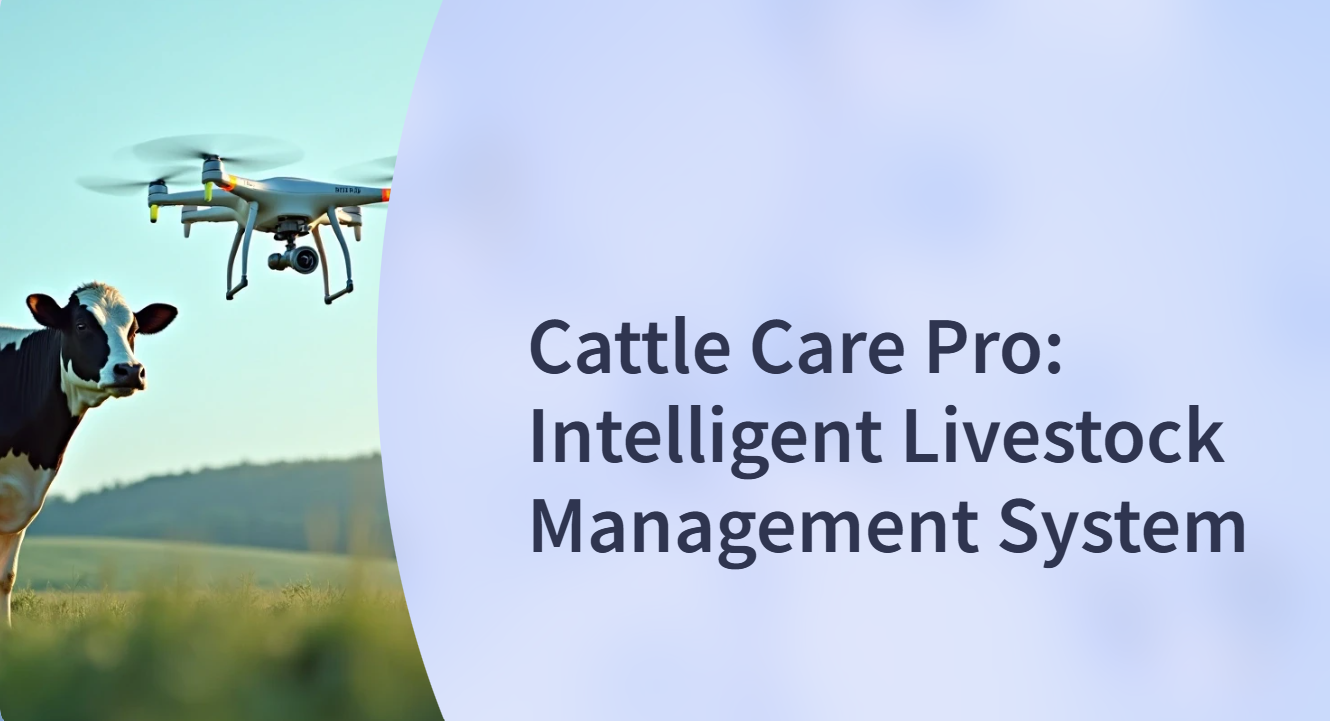 Cattle Care Pro:
Intelligent Livestock
Management System